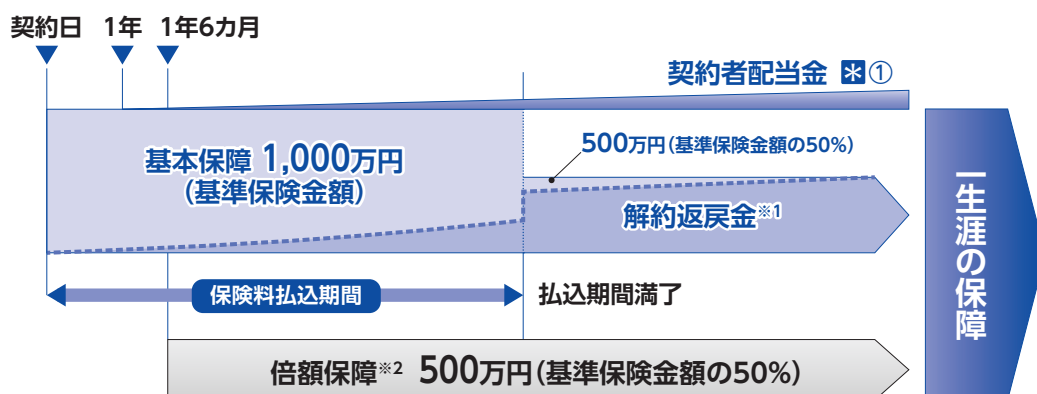 契約日 1年 1年6カ月
契約者配当金 *①
基本保障 1,000万円
(基準保険金額)
500万円(基準保険金額の50%)
解約返戻金※1
保険料払込期間
払込期間満了
倍額保障※2 500万円(基準保険金額の50%)
一生涯の保障